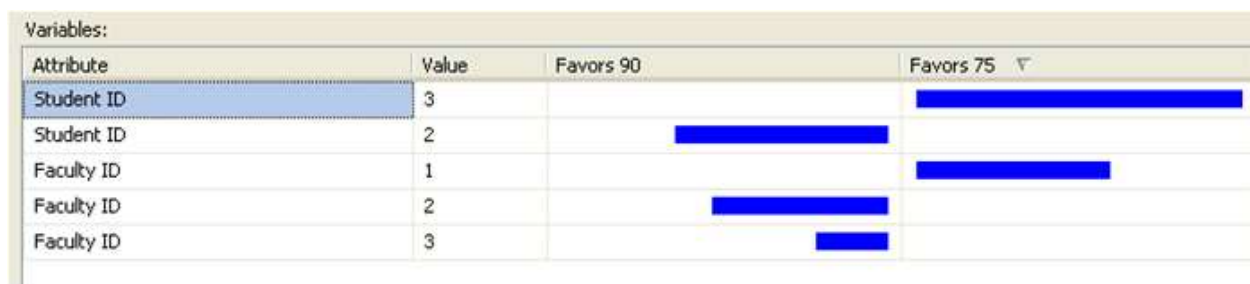 Variables:
Attribute Value Favors 90 Favors 75
Student ID 3
Student ID 2
Faculty ID 1
Faculty ID 2
Faculty ID 3